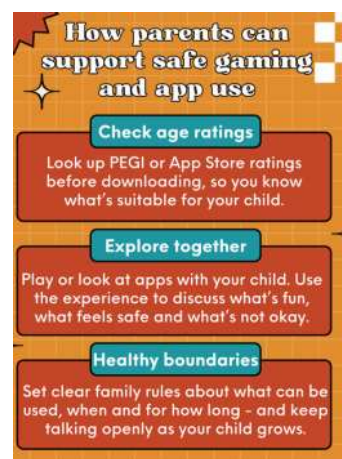 How parents can
support safe gaming
and app use
Check age ratings
Look up PEGI or App Store ratings
before downloading, so you know
what's suitable for your child.
Explore together
Play or look at apps with your child. Use
the experience to discuss what's fun,
what feels safe and what's not okay.
Healthy boundaries
Set clear family rules about what can be
used, when and for how long - and keep
talking openly as your child grows.